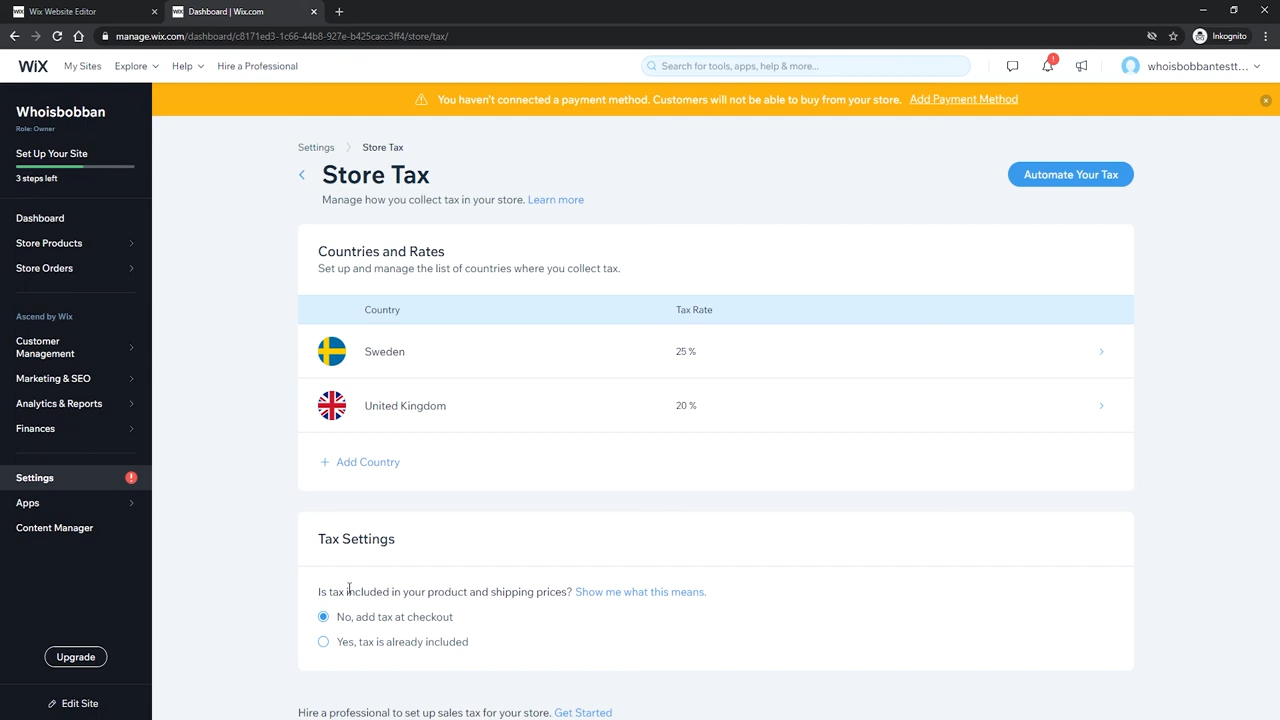 WIX Wix Website Editor
WIX Dashboard | Wix.com
manage.wix.com/dashboard/c8171ed3-1c66-44b8-927e-b425cacc3ff4/store/tax/
Inkognito
WiX
My Sites
Explore
Help
Hire a Professional
Search for tools, apps, help & more...
whoisbobbantestt...
You haven't connected a payment method. Customers will not be able to buy from your store. Add Payment Method
Whoisbobban
Role: Owner
Set Up Your Site
3 steps left
Dashboard
Store Products
Store Orders
Ascend by Wix
Customer
Management
Marketing & SEO
Analytics & Reports
Finances
Settings
Apps
Content Manager
Upgrade
Edit Site
Settings
Store Tax
Store Tax
Manage how you collect tax in your store. Learn more
Automate Your Tax
Countries and Rates
Set up and manage the list of countries where you collect tax.
Country
Tax Rate
Sweden
25 %
United Kingdom
20 %
+ Add Country
Tax Settings
Is tax included in your product and shipping prices? Show me what this means.
No, add tax at checkout
Yes, tax is already included
Hire a professional to set up sales tax for your store. Get Started